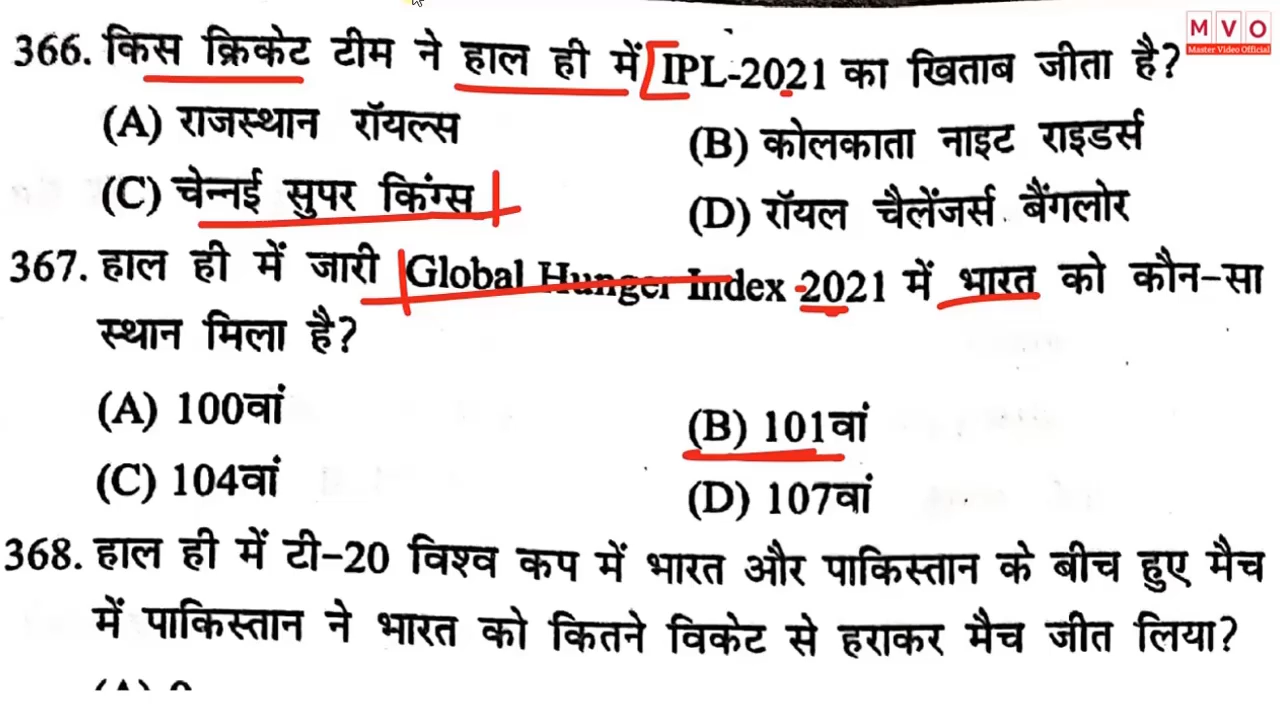 M V O
Master Video Official
366. किस क्रिकेट टीम ने हाल ही में IPL-2021 का खिताब जीता है?
(A) राजस्थान रॉयल्स (B) कोलकाता नाइट राइडर्स
(C) चेन्नई सुपर किंग्स (D) रॉयल चैलेंजर्स बैंगलोर
367. हाल ही में जारी Global Hunger Index 2021 में भारत को कौन-सा
स्थान मिला है?
(A) 100वां (B) 101वां
(C) 104वां (D) 107वां
368. हाल ही में टी-20 विश्व कप में भारत और पाकिस्तान के बीच हुए मैच
में पाकिस्तान ने भारत को कितने विकेट से हराकर मैच जीत लिया?